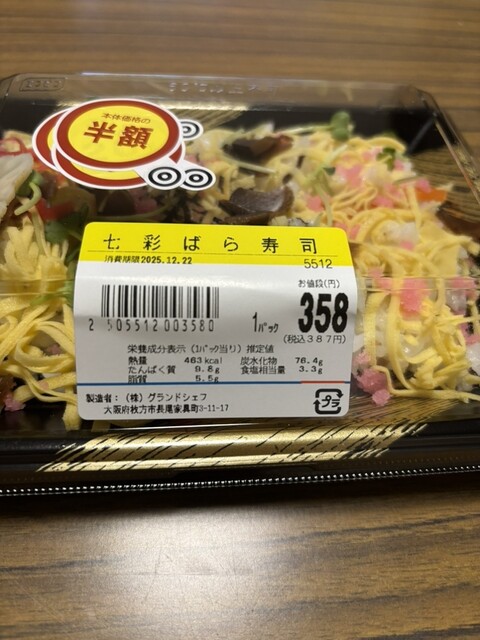 本体価格の
半額
七彩ばら寿司
消費期限2025.12.22
5512
お値段(円)
1パック 358
(税込387円)
2 505512 003580
栄養成分表示(1パック当り)推定値
熱量 463kcal 炭水化物 76.4g
たんぱく質 9.8g 食塩相当量 3.3g
脂質 5.5g
製造者:(株)グランドシェフ
大阪府枚方市長尾家具町3-11-17
プラ